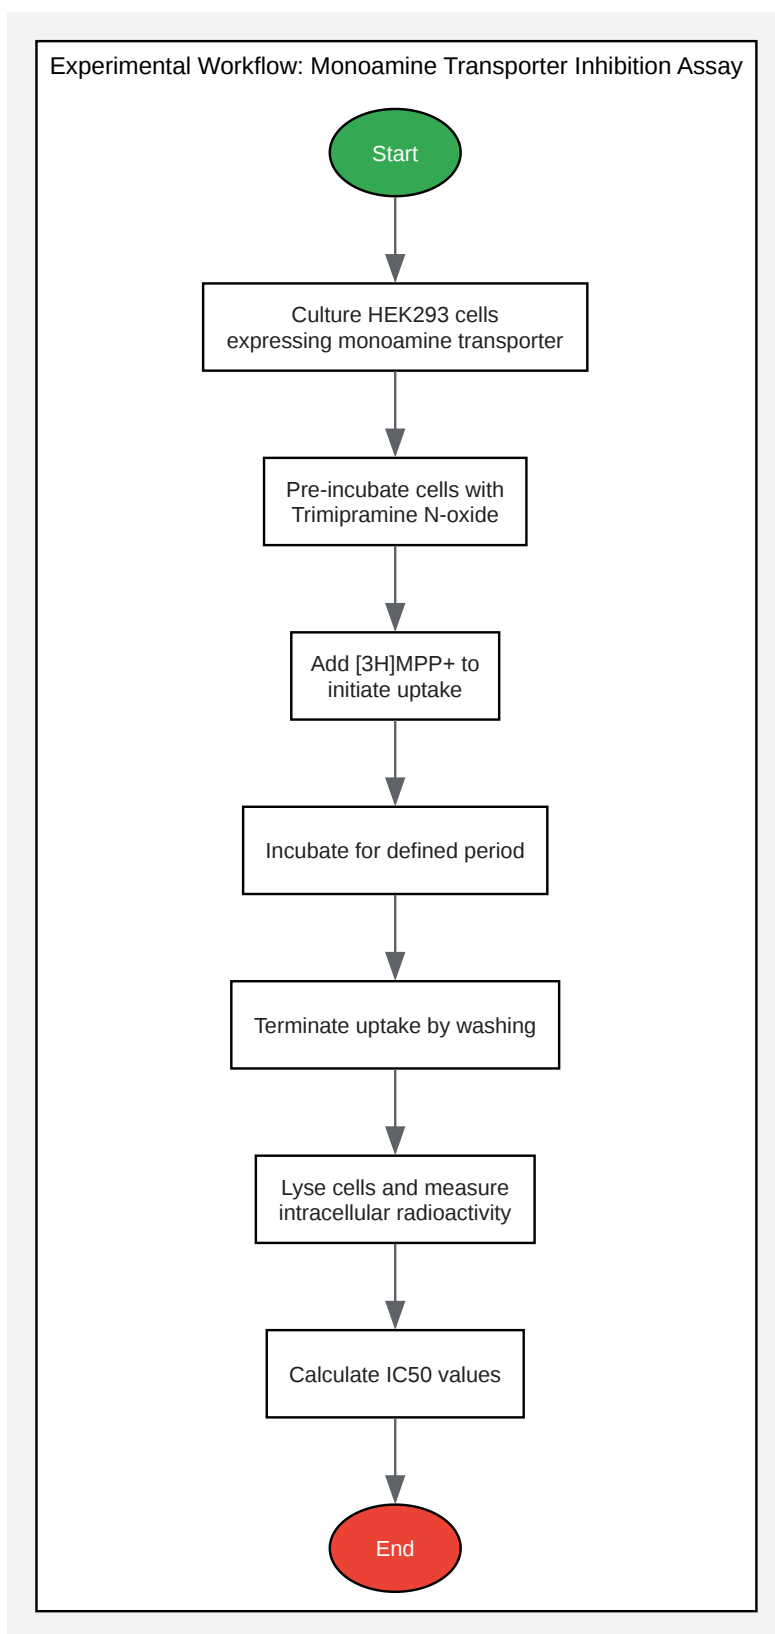 Experimental Workflow: Monoamine Transporter Inhibition Assay
Start
Culture HEK293 cells
expressing monoamine transporter
Pre-incubate cells with
Trimipramine N-oxide
Add [3H]MPP+ to
initiate uptake
Incubate for defined period
Terminate uptake by washing
Lyse cells and measure
intracellular radioactivity
Calculate IC50 values
End